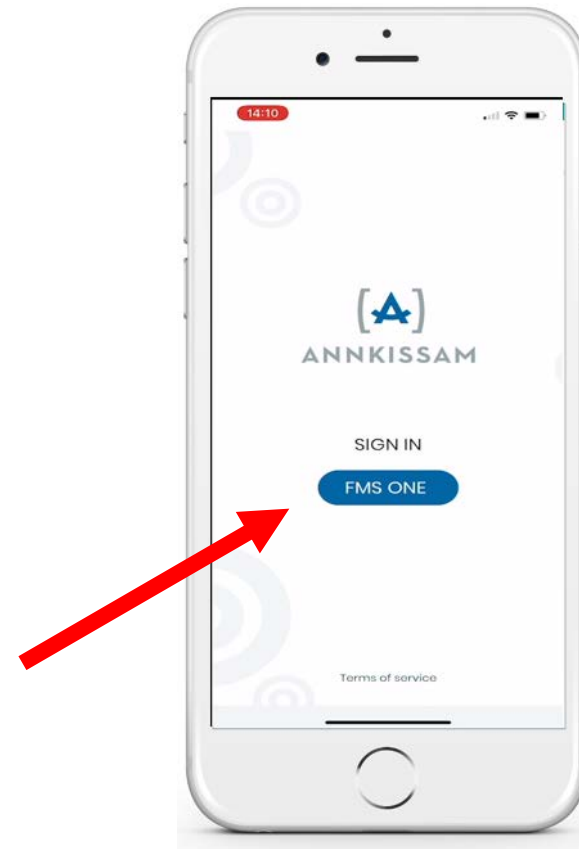 14:10
[A]
ANNKISSAM
SIGN IN
FMS ONE
Terms of service